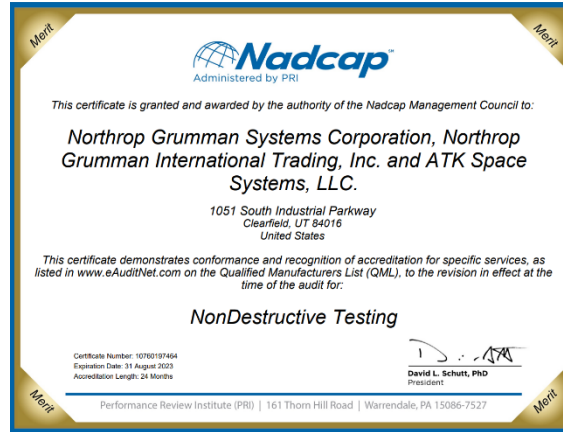 Merit
Merit
Nadcap
Administered by PRI
This certificate is granted and awarded by the authority of the Nadcap Management Council to:
Northrop Grumman Systems Corporation, Northrop
Grumman International Trading, Inc. and ATK Space
Systems, LLC.
1051 South Industrial Parkway
Clearfield, UT 84016
United States
This certificate demonstrates conformance and recognition of accreditation for specific services, as
listed in www.eAuditNet.com on the Qualified Manufacturers List (QML), to the revision in effect at the
time of the audit for:
NonDestructive Testing
Certificate Number: 10760197464
Expiration Date: 31 August 2023
Accreditation Length: 24 Months
David L. Schutt, PhD
President
Merit
Performance Review Institute (PRI) | 161 Thorn Hill Road | Warrendale, PA 15086-7527
Merit